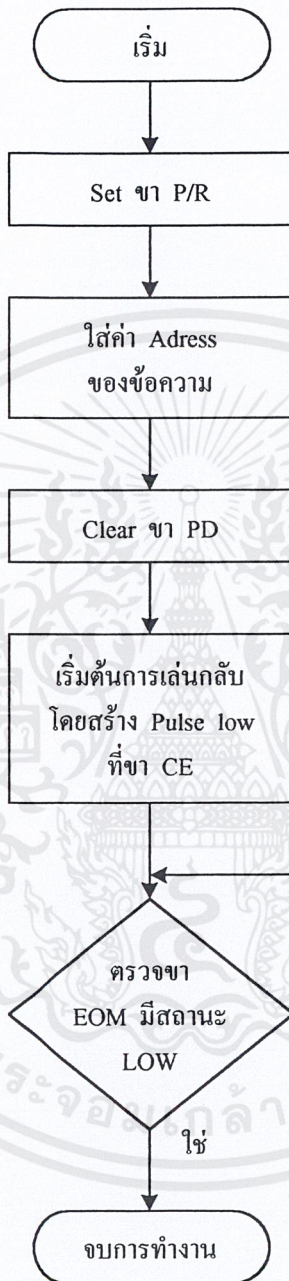 เริ่ม
Set ขา P/R
ใส่ค่า Adress
ของข้อความ
Clear ขา PD
เริ่มต้นการเล่นกลับ
โดยสร้าง Pulse low
ที่ขา CE
ตรวจขา
EOM มีสถานะ
LOW
ใช่
จบการทำงาน